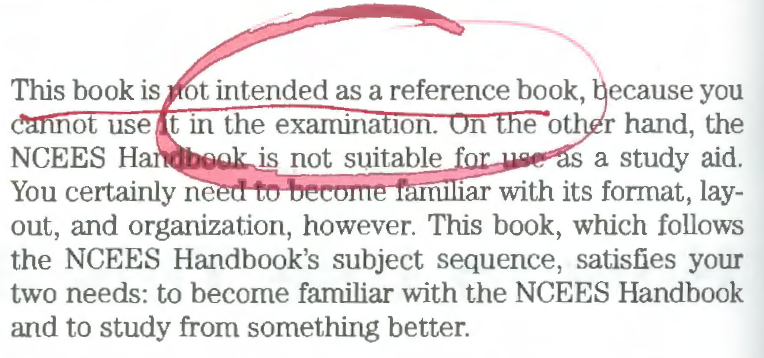 This book is not intended as a reference book, because you
cannot use it in the examination. On the other hand, the
NCEES Handbook is not suitable for use as a study aid.
You certainly need to become familiar with its format, lay-
out, and organization, however. This book, which follows
the NCEES Handbook's subject sequence, satisfies your
two needs: to become familiar with the NCEES Handbook
and to study from something better.